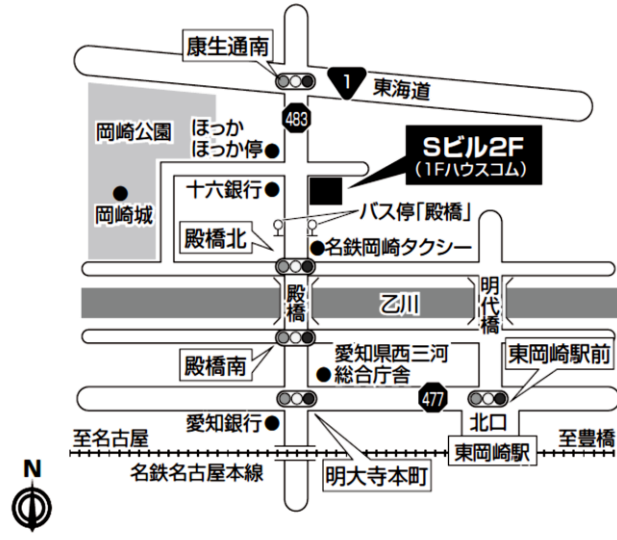 康生通南
1
東海道
483
岡崎公園
ほっか
ほっか停
Sビル2F
(1Fハウスコム)
十六銀行
岡崎城
バス停「殿橋」
殿橋北
名鉄岡崎タクシー
殿橋
乙川
明代橋
殿橋南
愛知県西三河
総合庁舎
東岡崎駅前
477
愛知銀行
北口
至名古屋
東岡崎駅
至豊橋
名鉄名古屋本線
明大寺本町
N